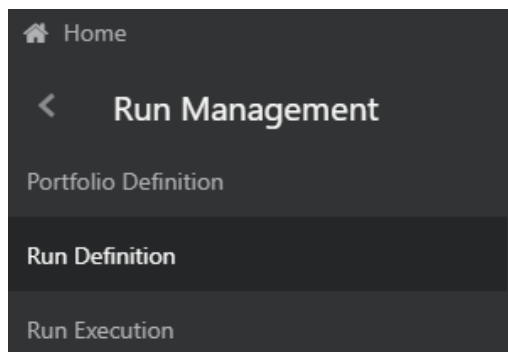 Home
Run Management
Portfolio Definition
Run Definition
Run Execution